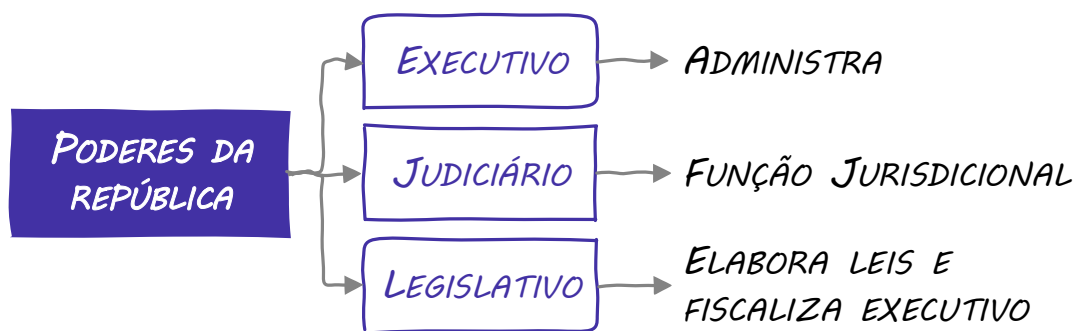 PODERES DA
REPÚBLICA
EXECUTIVO
ADMINISTRA
JUDICIÁRIO
FUNÇÃO JURISDICIONAL
LEGISLATIVO
ELABORA LEIS E
FISCALIZA EXECUTIVO